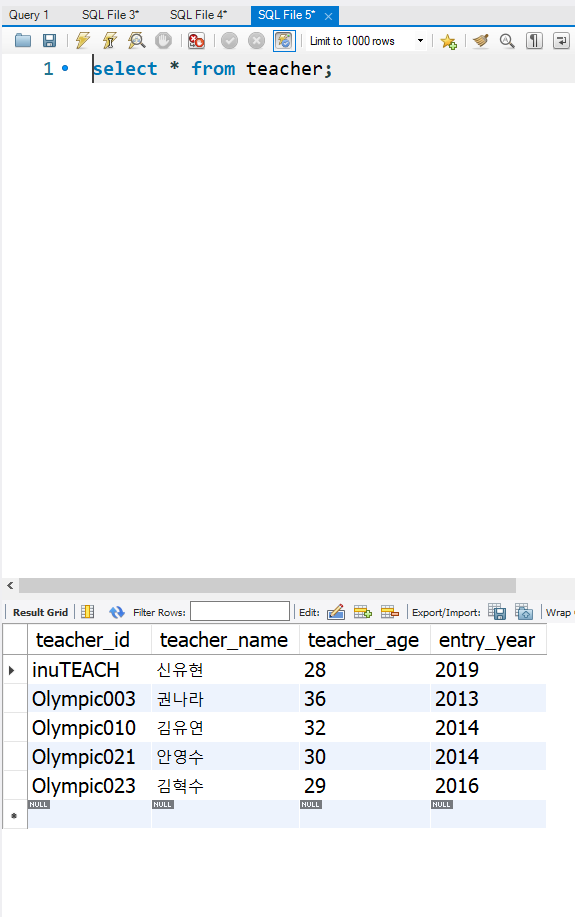 Query 1 SQL File 3* SQL File 4* SQL File 5*
Limit to 1000 rows
1 select * from teacher;
Result Grid Filter Rows: Edit: Export/Import: Wrap
teacher_id teacher_name teacher_age entry_year
inuTEACH 신유현 28 2019
Olympic003 권나라 36 2013
Olympic010 김유연 32 2014
Olympic021 안영수 30 2014
Olympic023 김혁수 29 2016
NULL NULL NULL NULL